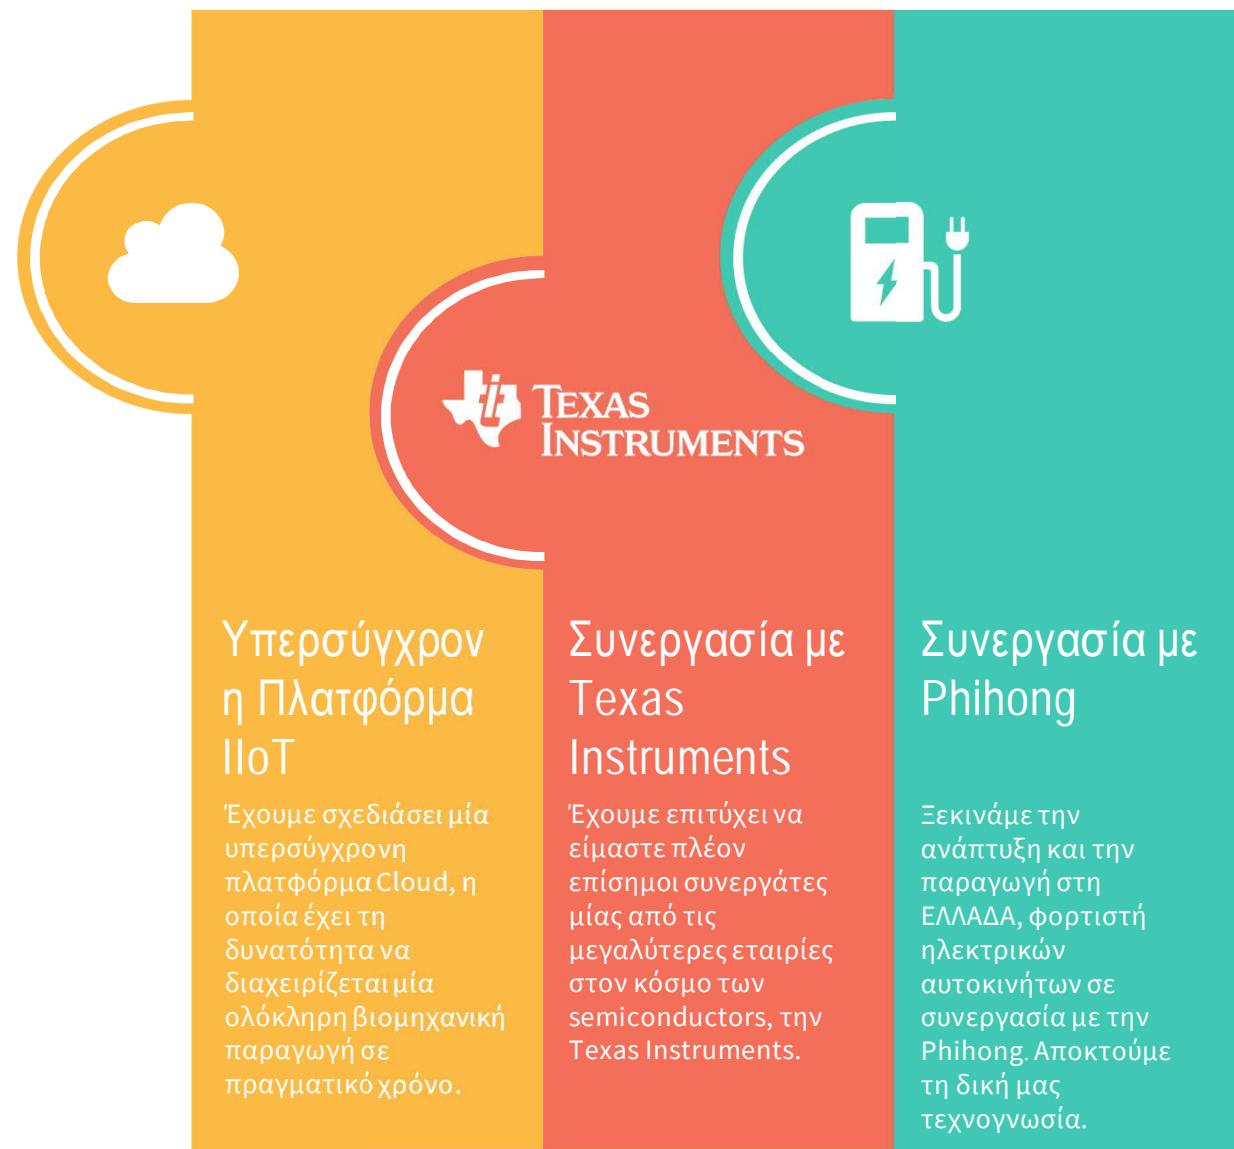 TEXAS
INSTRUMENTS
Υπερσύγχρον
η Πλατφόρμα
IIoT
Έχουμε σχεδιάσει μία
υπερσύγχρονη
πλατφόρμα Cloud, η
οποία έχει τη
δυνατότητα να
διαχειρίζεται μία
ολόκληρη βιομηχανική
παραγωγή σε
πραγματικό χρόνο.
Συνεργασία με
Texas
Instruments
Έχουμε επιτύχει να
είμαστε πλέον
επίσημοι συνεργάτες
μίας από τις
μεγαλύτερες εταιρίες
στον κόσμο των
semiconductors, την
Texas Instruments.
Συνεργασία με
Phihong
Ξεκινάμε την
ανάπτυξη και την
παραγωγή στη
ΕΛΛΑΔΑ, φορτιστή
ηλεκτρικών
αυτοκινήτων σε
συνεργασία με την
Phihong. Αποκτούμε
τη δική μας
τεχνογνωσία.